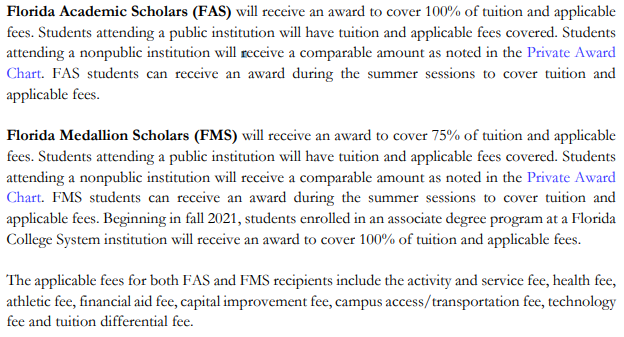 Florida Academic Scholars (FAS) will receive an award to cover 100% of tuition and applicable
fees. Students attending a public institution will have tuition and applicable fees covered. Students
attending a nonpublic institution will receive a comparable amount as noted in the Private Award
Chart. FAS students can receive an award during the summer sessions to cover tuition and
applicable fees.
Florida Medallion Scholars (FMS) will receive an award to cover 75% of tuition and applicable
fees. Students attending a public institution will have tuition and applicable fees covered. Students
attending a nonpublic institution will receive a comparable amount as noted in the Private Award
Chart. FMS students can receive an award during the summer sessions to cover tuition and
applicable fees. Beginning in fall 2021, students enrolled in an associate degree program at a Florida
College System institution will receive an award to cover 100% of tuition and applicable fees.
The applicable fees for both FAS and FMS recipients include the activity and service fee, health fee,
athletic fee, financial aid fee, capital improvement fee, campus access/transportation fee, technology
fee and tuition differential fee.